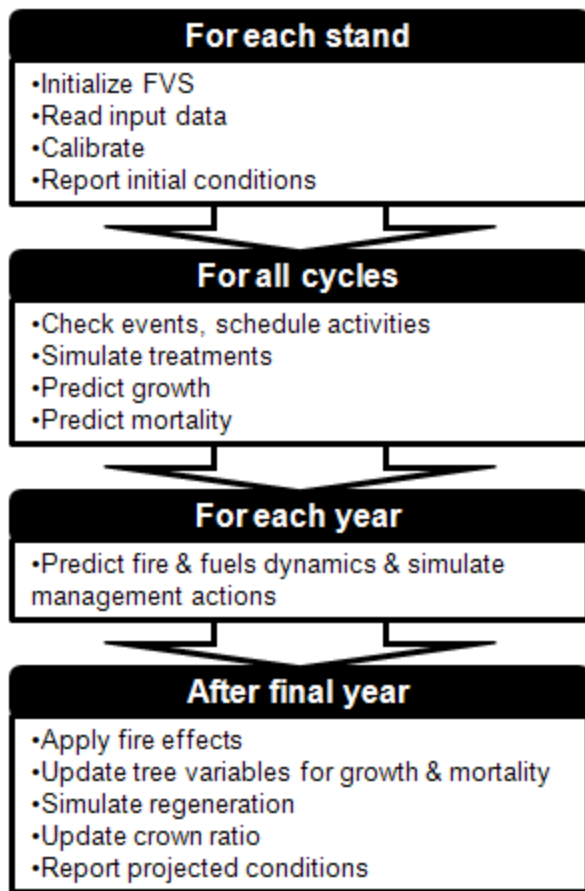 For each stand
•Initialize FVS
•Read input data
•Calibrate
•Report initial conditions
For all cycles
•Check events, schedule activities
•Simulate treatments
•Predict growth
•Predict mortality
For each year
•Predict fire & fuels dynamics & simulate
management actions
After final year
•Apply fire effects
•Update tree variables for growth & mortality
•Simulate regeneration
•Update crown ratio
•Report projected conditions